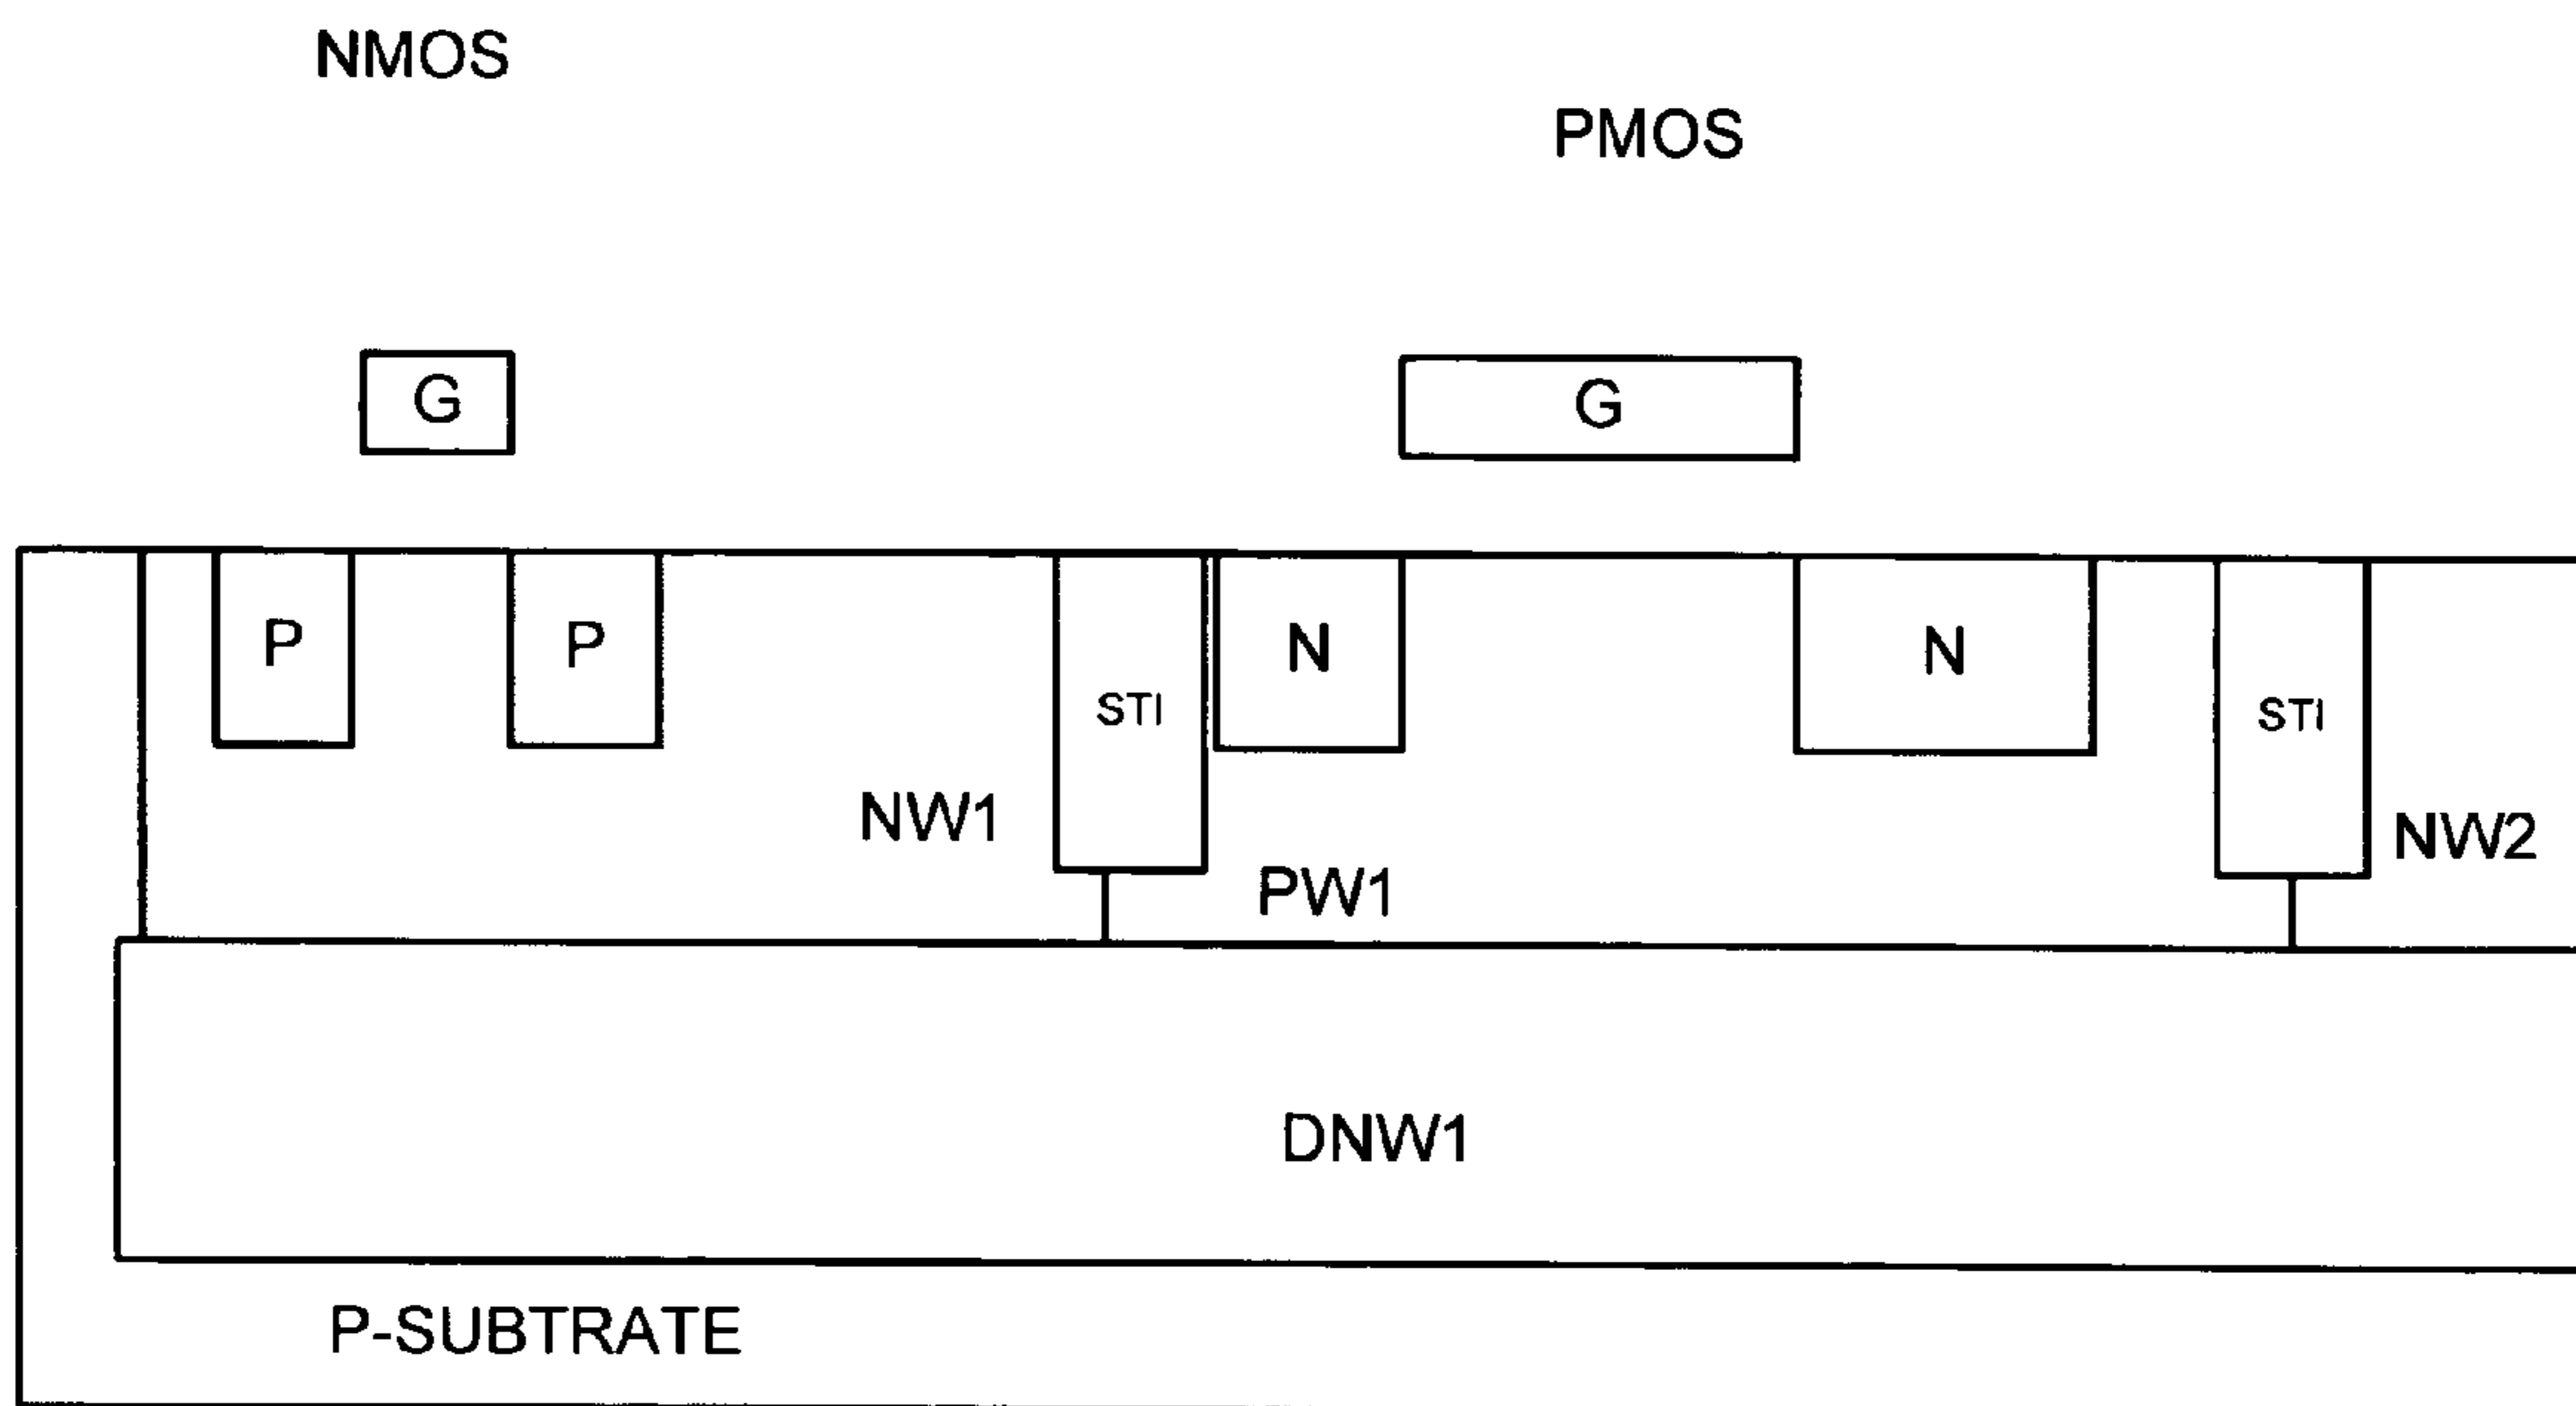 NMOS
PMOS
G
G
P
P
N
N
STI
STI
NW1
NW2
PW1
DNW1
P-SUBTRATE